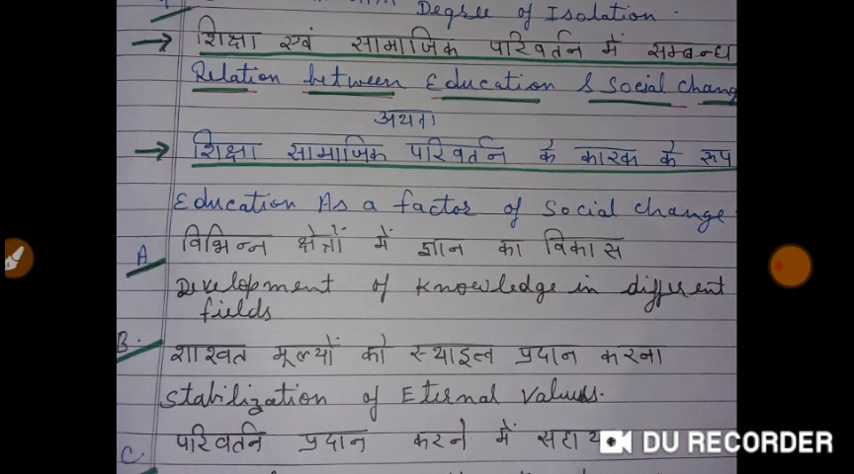 Degree of Isolation.
→ शिक्षा एवं सामाजिक परिवर्तन में सम्बन्ध
Relation between Education & Social Chang
अथवा
→ शिक्षा सामाजिक परिवर्तन के कारक के रूप
Education As a factor of Social change
A विभिन्न क्षेत्रों में ज्ञान का विकास
Development of Knowledge in different
fields
B. शाश्वत मूल्यों को स्थाइत्व प्रदान करना
Stabilization of Eternal Values.
C परिवर्तन प्रदान करने में सहाय
DU RECORDER